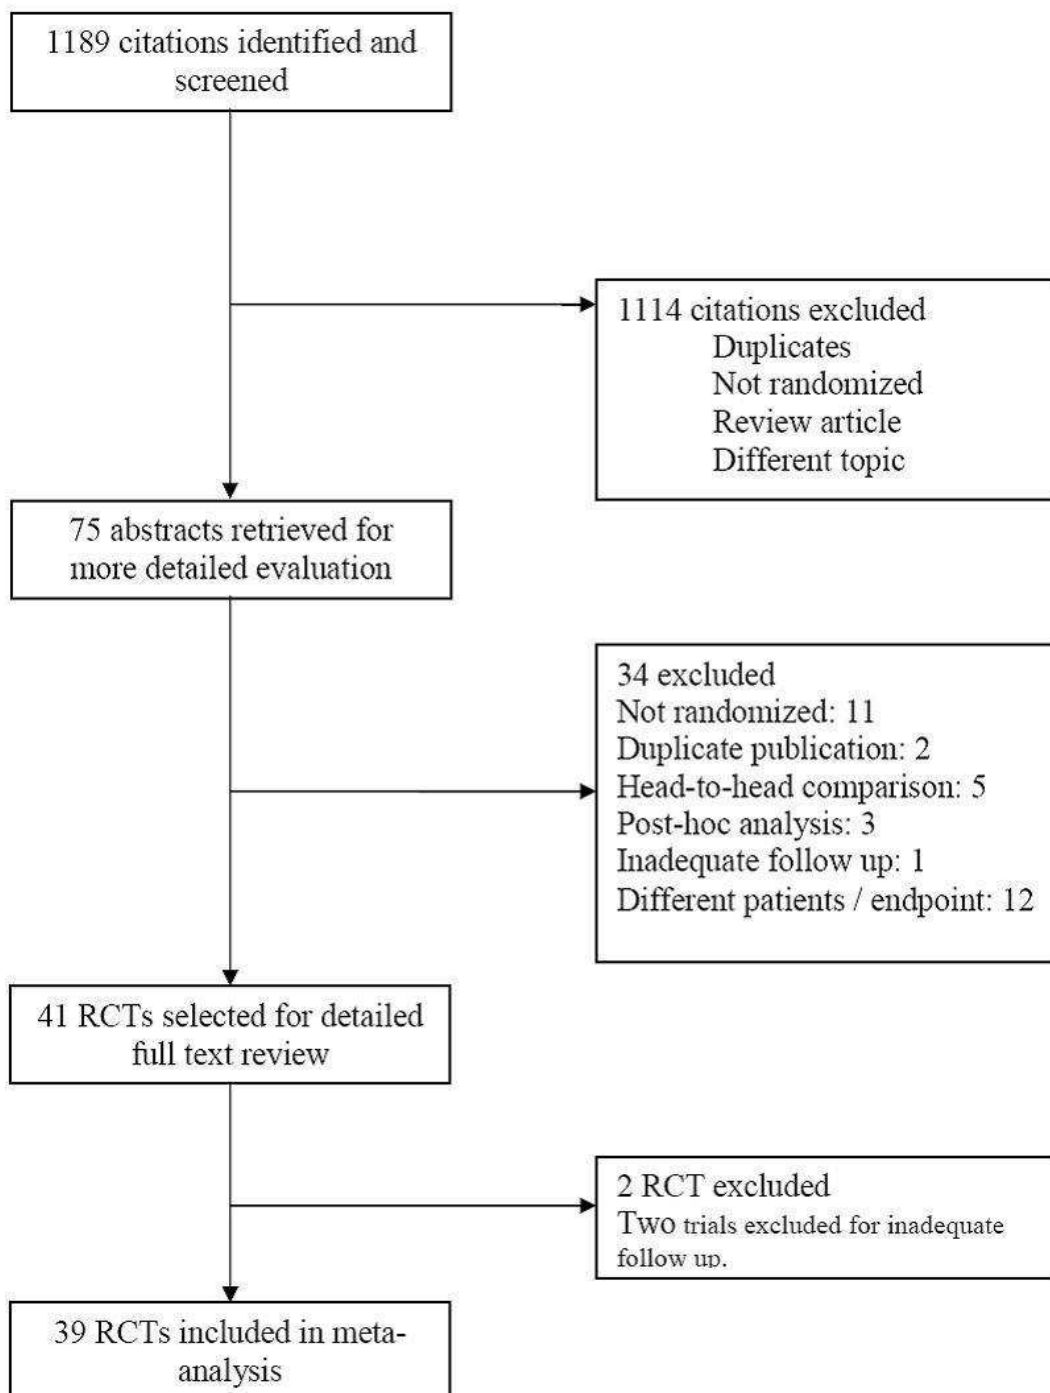 1189 citations identified and
screened
1114 citations excluded
Duplicates
Not randomized
Review article
Different topic
75 abstracts retrieved for
more detailed evaluation
34 excluded
Not randomized: 11
Duplicate publication: 2
Head-to-head comparison: 5
Post-hoc analysis: 3
Inadequate follow up: 1
Different patients / endpoint: 12
41 RCTs selected for detailed
full text review
2 RCT excluded
Two trials excluded for inadequate
follow up.
39 RCTs included in meta-
analysis